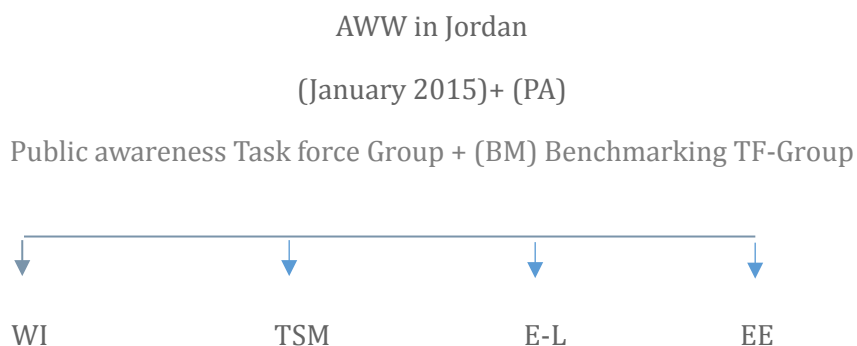 AWW in Jordan
(January 2015)+ (PA)
Public awareness Task force Group + (BM) Benchmarking TF-Group
WI TSM E-L EE